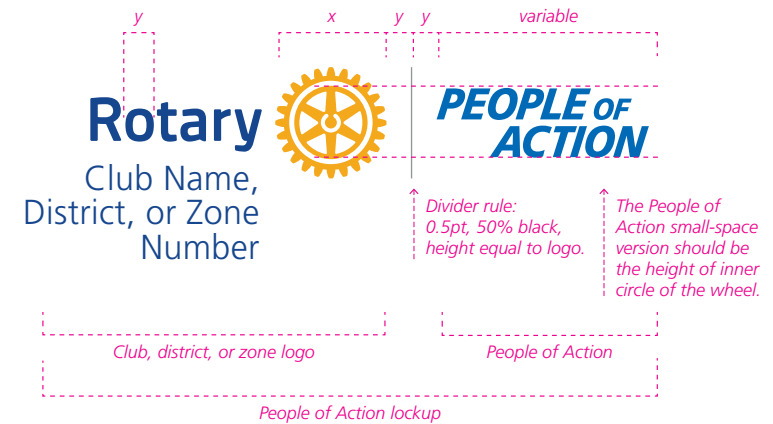 y
x
y
y
variable
Rotary
Club Name,
District, or Zone
Number
PEOPLE OF
ACTION
Divider rule:
0.5pt, 50% black,
height equal to logo.
The People of
Action small-space
version should be
the height of inner
circle of the wheel.
Club, district, or zone logo
People of Action
People of Action lockup